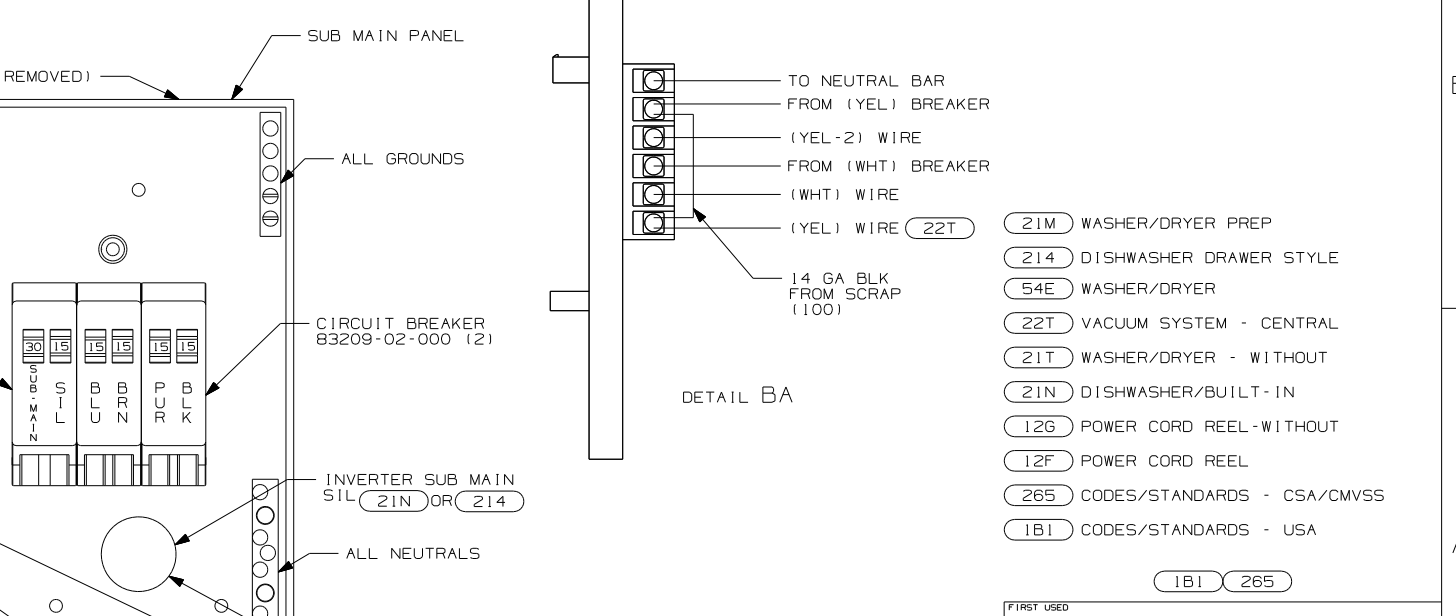 SUB MAIN PANEL
REMOVED)
ALL GROUNDS
CIRCUIT BREAKER
83209-02-000 (2)
30 15 15 15 15 15
SUB-MAIN
SIL
BLU
BRN
PUR
BLK
INVERTER SUB MAIN
SIL 21N OR 214
ALL NEUTRALS
TO NEUTRAL BAR
FROM (YEL) BREAKER
(YEL-2) WIRE
FROM (WHT) BREAKER
(WHT) WIRE
(YEL) WIRE 22T
14 GA BLK
FROM SCRAP
(100)
DETAIL BA
21M WASHER/DRYER PREP
214 DISHWASHER DRAWER STYLE
54E WASHER/DRYER
22T VACUUM SYSTEM - CENTRAL
21T WASHER/DRYER - WITHOUT
21N DISHWASHER/BUILT-IN
12G POWER CORD REEL-WITHOUT
12F POWER CORD REEL
265 CODES/STANDARDS - CSA/CMVSS
1B1 CODES/STANDARDS - USA
1B1 265
FIRST USED